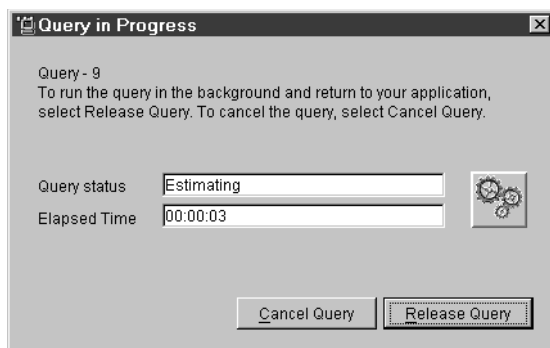 Query in Progress
Query - 9
To run the query in the background and return to your application,
select Release Query. To cancel the query, select Cancel Query.
Query status Estimating
Elapsed Time 00:00:03
Cancel Query Release Query